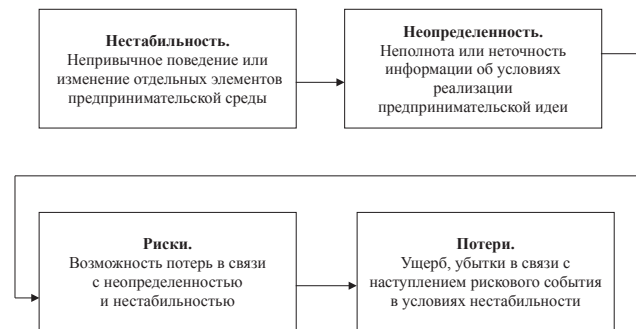 Нестабильность.
Непривычное поведение или
изменение отдельных элементов
предпринимательской среды
Неопределенность.
Неполнота или неточность
информации об условиях
реализации
предпринимательской идеи
Риски.
Возможность потерь в связи
с неопределенностью
и нестабильностью
Потери.
Ущерб, убытки в связи с
наступлением рискового события
в условиях нестабильности